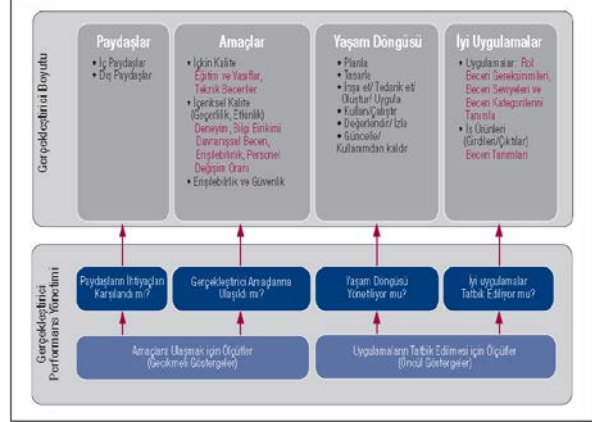 Gerçekleştirici Boyutu
Paydaşlar
• İç Paydaşlar
• Dış Paydaşlar
Amaçlar
• İçkin Kalite
Eğitim ve Vasıflar,
Teknik Beceriler
• İçeriksel Kalite
(Geçerlilik, Etkinlik)
Deneyim, Bilgi Birikimi
Davranışsal Beceri,
Erişilebilirlik, Personel
Değişim Oranı
• Erişilebilirlik ve Güvenlik
Yaşam Döngüsü
• Planla
• Tasarla
• İnşa et/ Tedarik et/
Oluştur/ Uygula
• Kullan/Çalıştır
• Değerlendir/ İzle
• Güncelle/
Kullanımdan kaldır
İyi Uygulamalar
• Uygulamalar: Rol
Beceri Gereksinimleri,
Beceri Seviyeleri ve
Beceri Kategorilerini
Tanımla
• İş Ürünleri
(Girdiler/Çıktılar)
Beceri Tanımları
Gerçekleştirici
Performans Yönetimi
Paydaşların İhtiyaçları
Karşılandı mı?
Gerçekleştirici Amaçlarına
Ulaşıldı mı?
Yaşam Döngüsü
Yönetiliyor mu?
İyi uygulamalar
Tatbik Ediliyor mu?
Amaçlara Ulaşmak için Ölçütler
(Gecikmeli Göstergeler)
Uygulamaların Tatbik Edilmesi için Ölçütler
(Öncül Göstergeler)